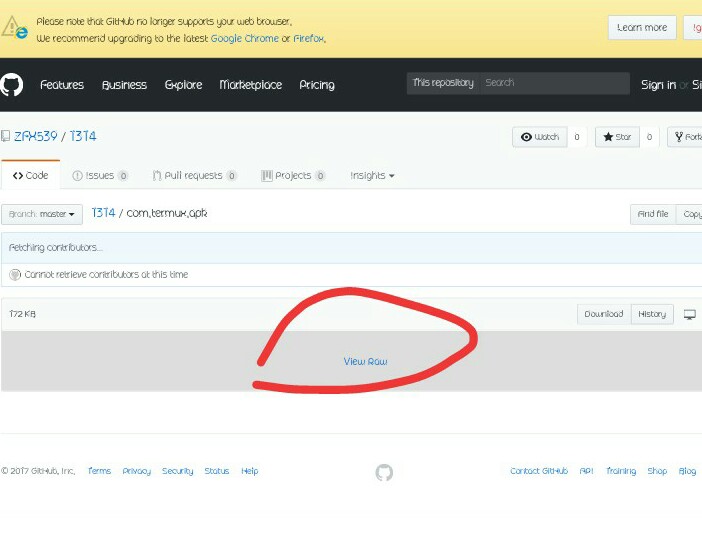 Please note that GitHub no longer supports your web browser.
We recommend upgrading to the latest Google Chrome or Firefox.
Learn more
Features Business Explore Marketplace Pricing
This repository Search
Sign in or Si
ZAX539 / T3T4
Watch 0 Star 0 Fork
Code Issues 0 Pull requests 0 Projects 0 Insights
Branch: master T3T4 / com.termux.apk
Find file Copy
Fetching contributors...
Cannot retrieve contributors at this time
172 KB
Download History
View Raw
© 2017 GitHub, Inc. Terms Privacy Security Status Help
Contact GitHub API Training Shop Blog